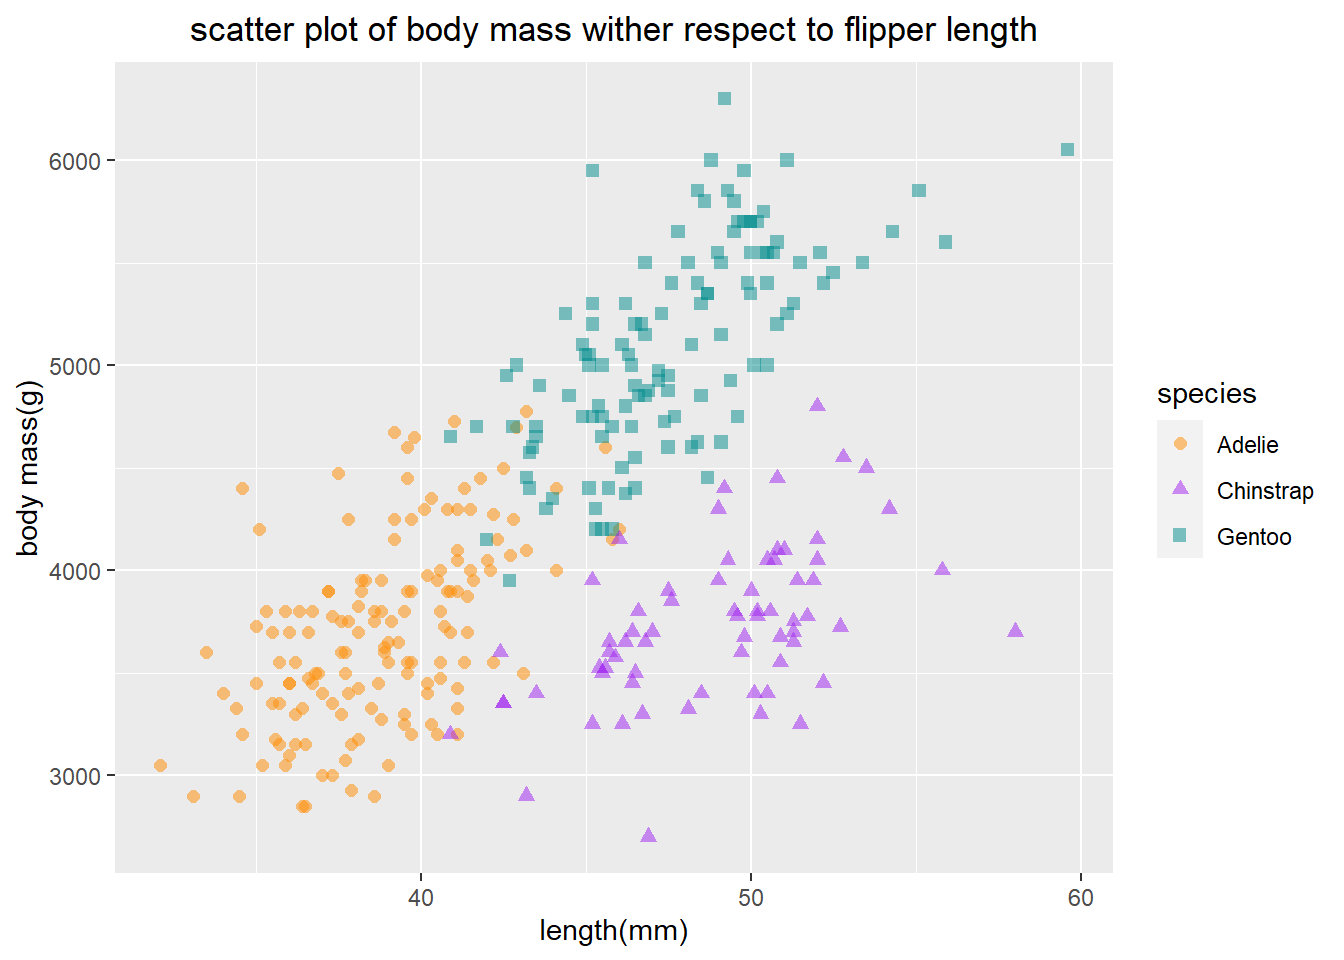 scatter plot of body mass wither respect to flipper length
6000
5000
4000
3000
body mass(g)
40
50
60
length(mm)
species
Adelie
Chinstrap
Gentoo